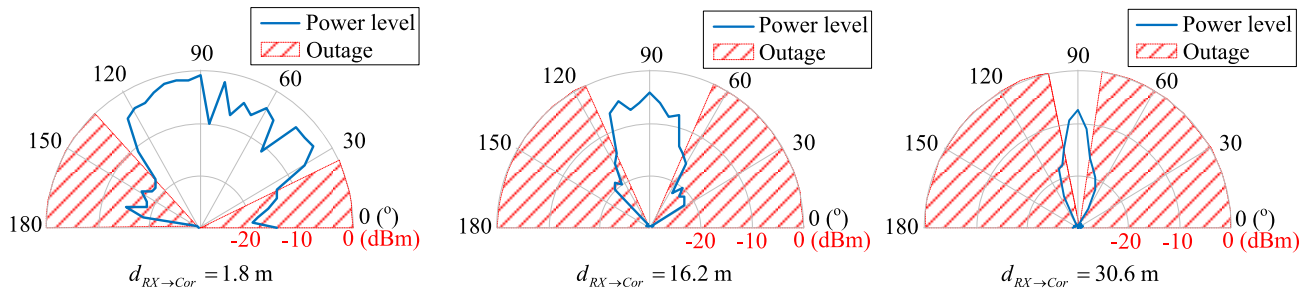 Power level
Outage
90
120
60
150
30
180
0 (°)
-20
-10
0 (dBm)
d_{RX→Cor} = 1.8 m
Power level
Outage
90
120
60
150
30
180
0 (°)
-20
-10
0 (dBm)
d_{RX→Cor} = 16.2 m
Power level
Outage
90
120
60
150
30
180
0 (°)
-20
-10
0 (dBm)
d_{RX→Cor} = 30.6 m